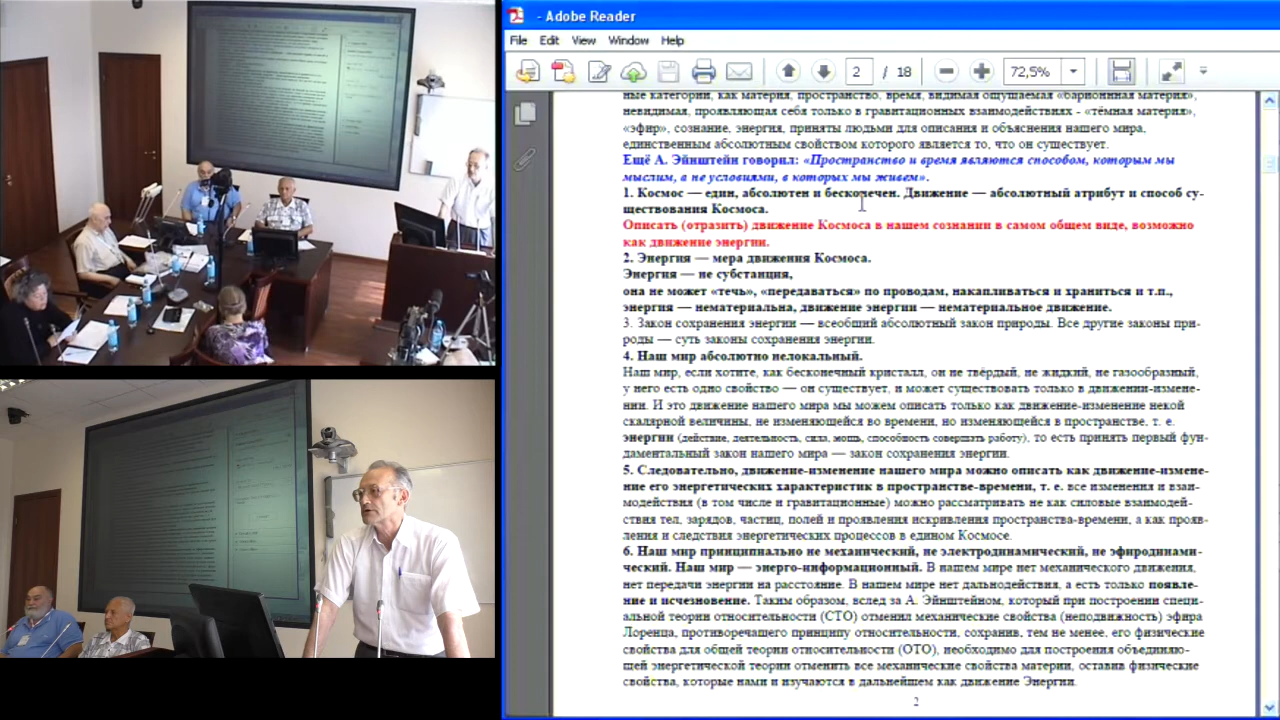 - Adobe Reader
File Edit View Window Help
2 / 18 72,5%
ные категории, как материя, пространство, время, видимая ощущаемая «барионнная материя»,
невидимая, проявляющая себя только в гравитационных взаимодействиях - «тёмная материя»,
«эфир», сознание, энергия, приняты людьми для описания и объяснения нашего мира,
единственным абсолютным свойством которого является то, что он существует.
Ещё А. Эйнштейн говорил: «Пространство и время являются способом, которым мы
мыслим, а не условиями, в которых мы живем».
1. Космос — един, абсолютен и бесконечен. Движение — абсолютный атрибут и способ су-
ществования Космоса.
Описать (отразить) движение Космоса в нашем сознании в самом общем виде, возможно
как движение энергии.
2. Энергия — мера движения Космоса.
Энергия — не субстанция,
она не может «течь», «передаваться» по проводам, накапливаться и храниться и т.п.,
энергия — нематериальна, движение энергии — нематериальное движение.
3. Закон сохранения энергии — всеобщий абсолютный закон природы. Все другие законы при-
роды — суть законы сохранения энергии.
4. Наш мир абсолютно нелокальный.
Наш мир, если хотите, как бесконечный кристалл, он не твёрдый, не жидкий, не газообразный,
у него есть одно свойство — он существует, и может существовать только в движении-измене-
нии. И это движение нашего мира мы можем описать только как движение-изменение некой
скалярной величины, не изменяющейся во времени, но изменяющейся в пространстве, т. е.
энергии (действие, деятельность, сила, мощь, способность совершать работу), то есть принять первый фун-
даментальный закон нашего мира — закон сохранения энергии.
5. Следовательно, движение-изменение нашего мира можно описать как движение-измене-
ние его энергетических характеристик в пространстве-времени, т. е. все изменения и взаи-
модействия (в том числе и гравитационные) можно рассматривать не как силовые взаимодей-
ствия тел, зарядов, частиц, полей и проявления искривления пространства-времени, а как прояв-
ления и следствия энергетических процессов в едином Космосе.
6. Наш мир принципиально не механический, не электродинамический, не эфиродинами-
ческий. Наш мир — энерго-информационный. В нашем мире нет механического движения,
нет передачи энергии на расстояние. В нашем мире нет дальнодействия, а есть только появле-
ние и исчезновение. Таким образом, вслед за А. Эйнштейном, который при построении специ-
альной теории относительности (СТО) отменил механические свойства (неподвижность) эфира
Лоренца, противоречащего принципу относительности, сохранив, тем не менее, его физические
свойства для общей теории относительности (ОТО), необходимо для построения объединяю-
щей энергетической теории отменить все механические свойства материи, оставив физические
свойства, которые нами и изучаются в дальнейшем как движение Энергии.
2